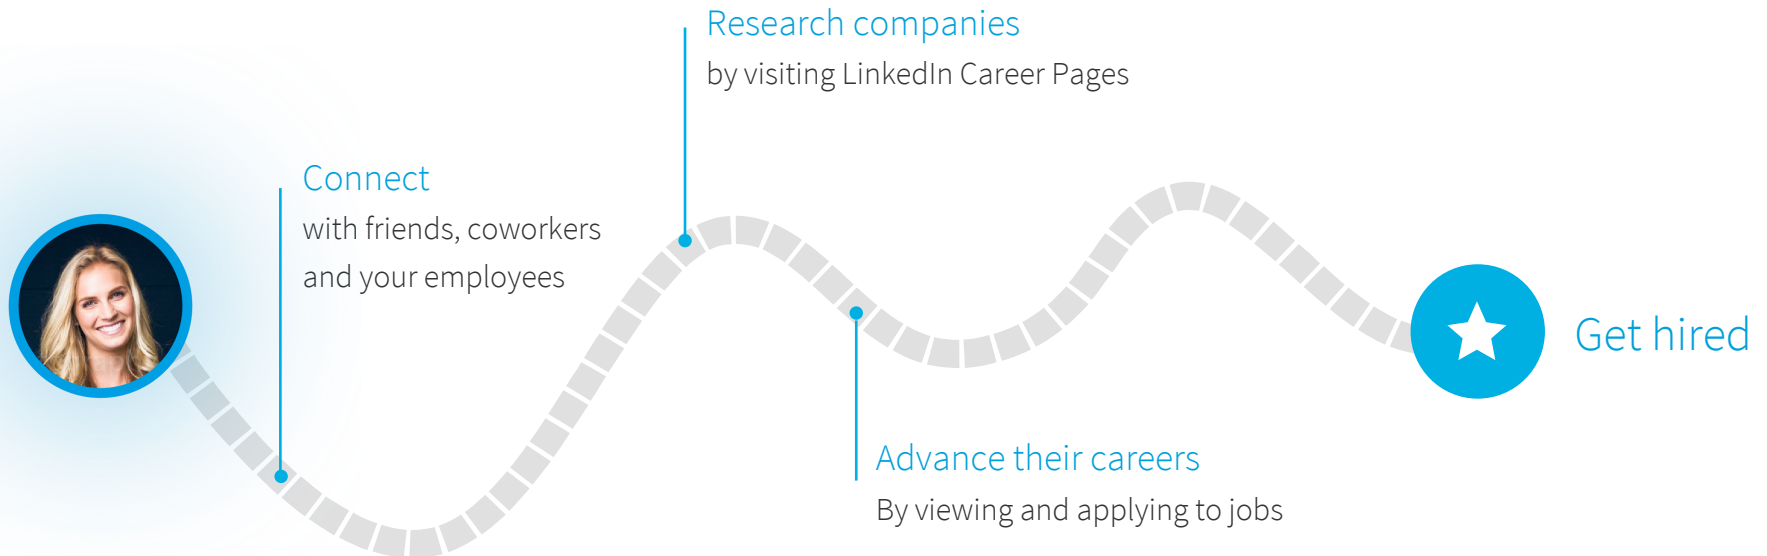 Research companies
by visiting LinkedIn Career Pages
Connect
with friends, coworkers
and your employees
Get hired
Advance their careers
By viewing and applying to jobs